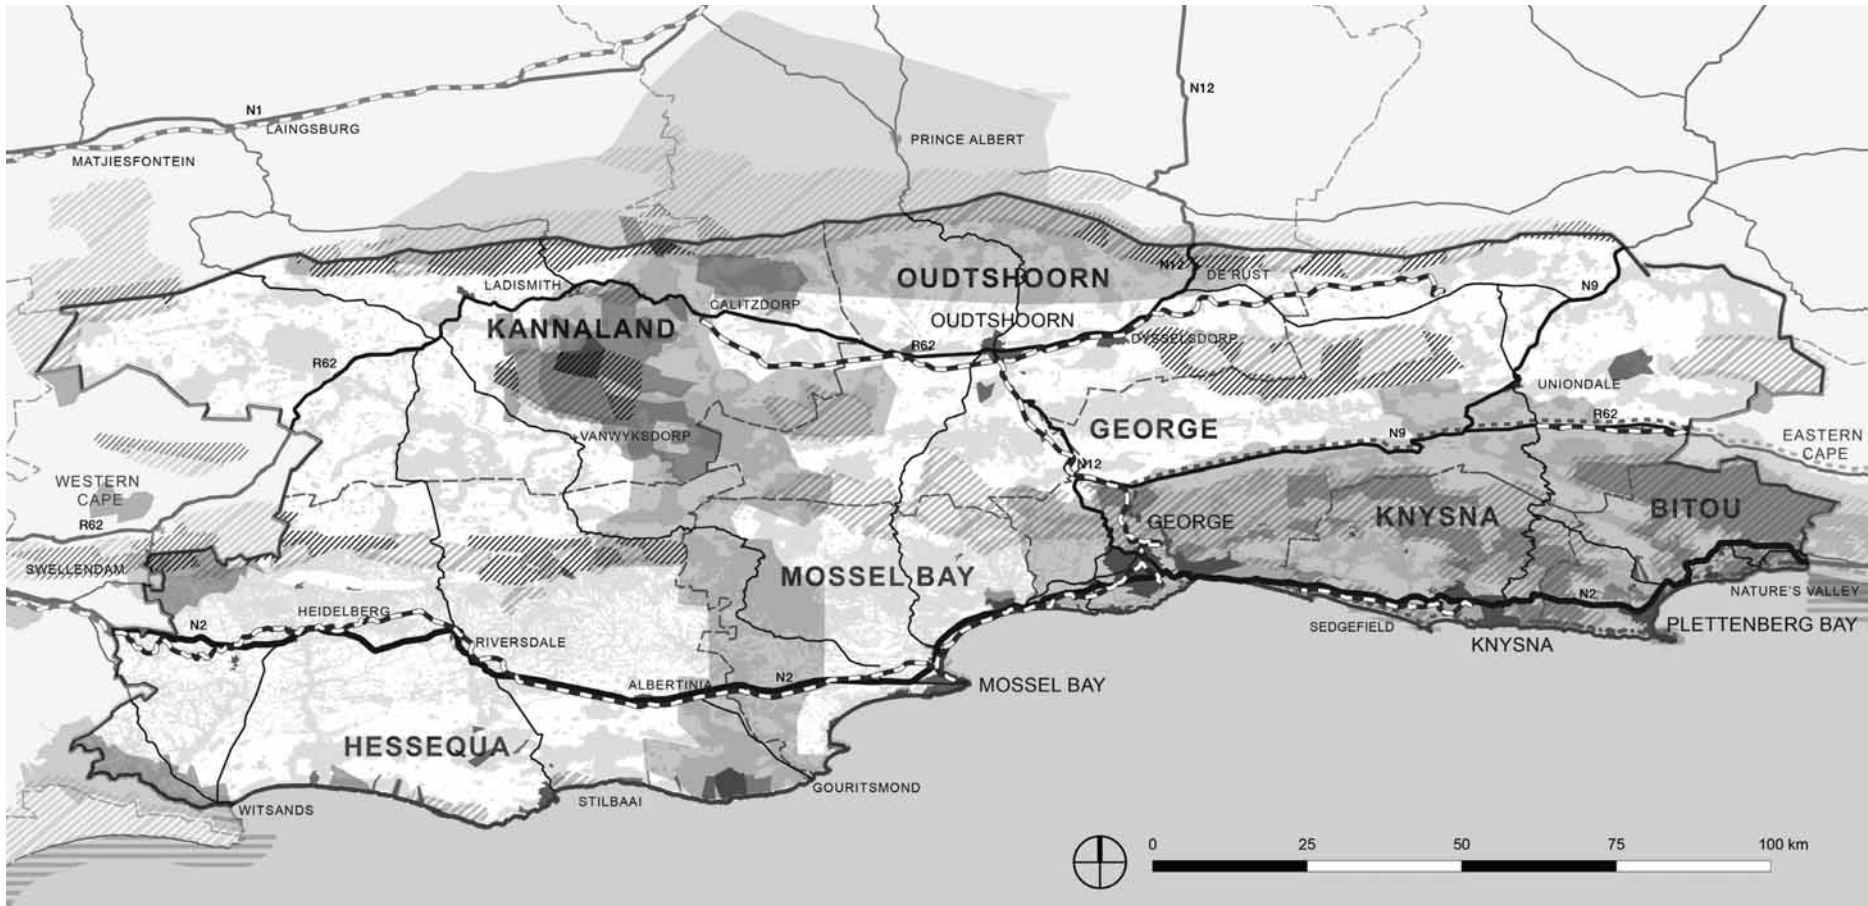 N1
LAINGSBURG
MATJIESFONTEIN
N12
PRINCE ALBERT
N12
DE RUST
OUDTSHOORN
LADISMITH
CALITZDORP
N9
KANNALAND
OUDTSHOORN
R62
DYSSELSDORP
R62
UNIONDALE
R62
GEORGE
N9
VANWYKSDORP
EASTERN
CAPE
N12
WESTERN
CAPE
R62
GEORGE
KNYSNA
BITOU
SWELLENDAM
MOSSEL BAY
NATURE'S VALLEY
HEIDELBERG
N2
N2
SEDGEFIELD
PLETTENBERG BAY
RIVERSDALE
KNYSNA
ALBERTINIA
N2
MOSSEL BAY
HESSEQUA
GOURITSMOND
STILBAAI
WITSANDS
0 25 50 75 100 km